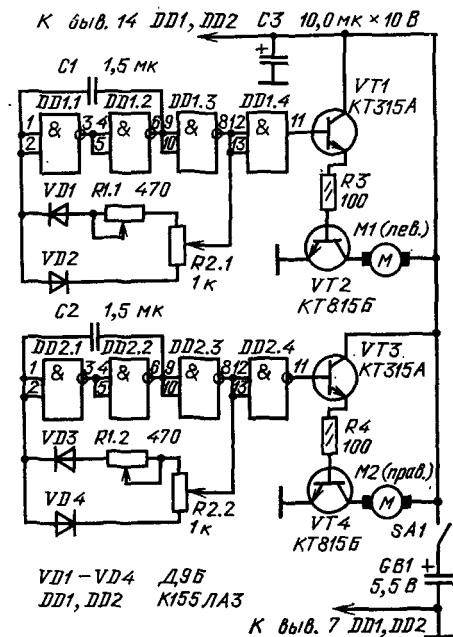 К выв. 14 DD1, DD2
C3 10,0 мк × 10 В
+
C1 1,5 мк
DD1.1 DD1.2 DD1.3 DD1.4
1 & 3 4 & 6 9 & 8 12 & 11
2 5 10 13
VT1
КТ315А
VD1 R1.1 470
R3
100
VD2
R2.1
1 к
М1 (лев.)
М
VT2
КТ815Б
C2 1,5 мк
DD2.1 DD2.2 DD2.3 DD2.4
1 & 3 4 & 6 9 & 8 12 & 11
2 5 10 13
VT3
КТ315А
VD3 R1.2 470
R4
100
VD4
R2.2
1 к
М2 (прав.)
М
VT4
КТ815Б
SA1
GB1 +
5,5 В
VD1 – VD4 Д9Б
DD1, DD2 К155ЛА3
К выв. 7 DD1, DD2